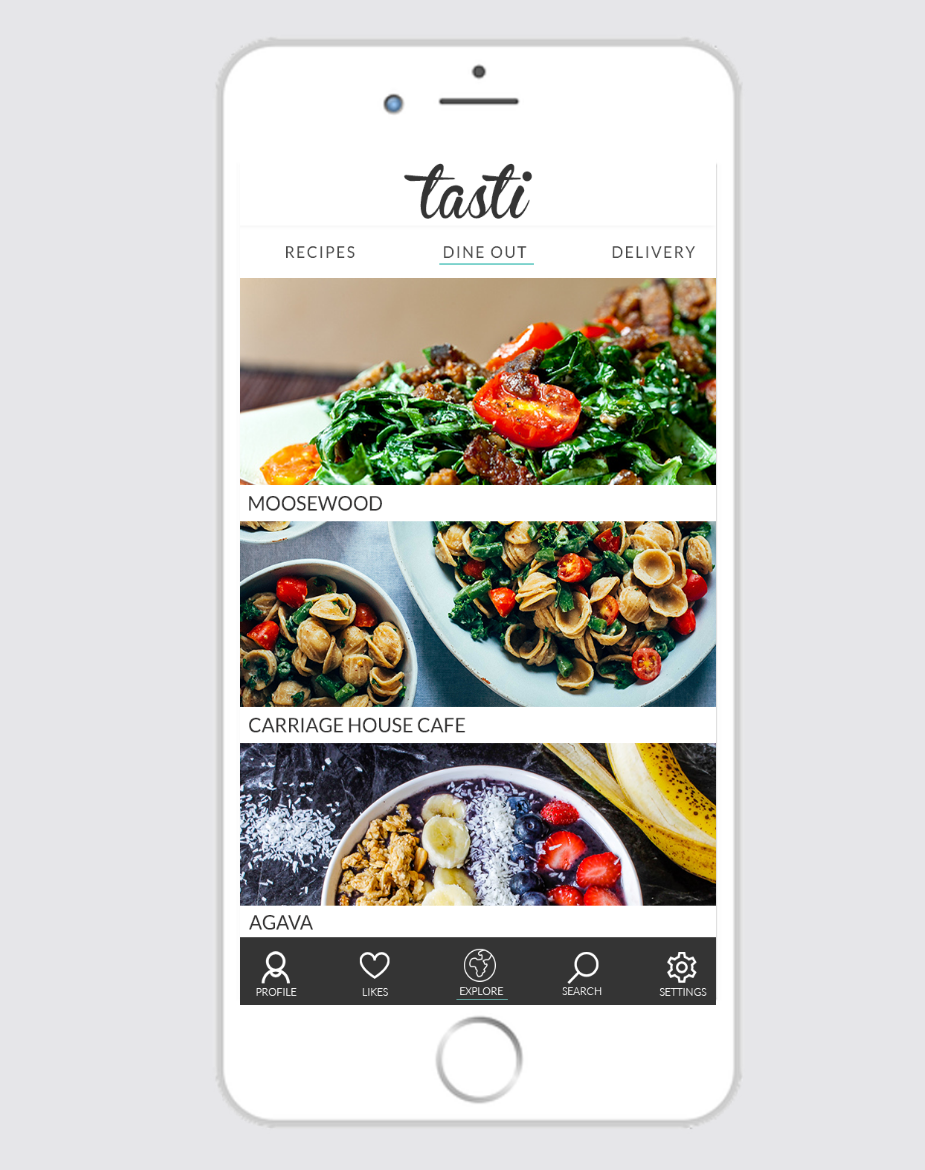 tasti
RECIPES DINE OUT DELIVERY
MOOSEWOOD
CARRIAGE HOUSE CAFE
AGAVA
PROFILE LIKES EXPLORE SEARCH SETTINGS